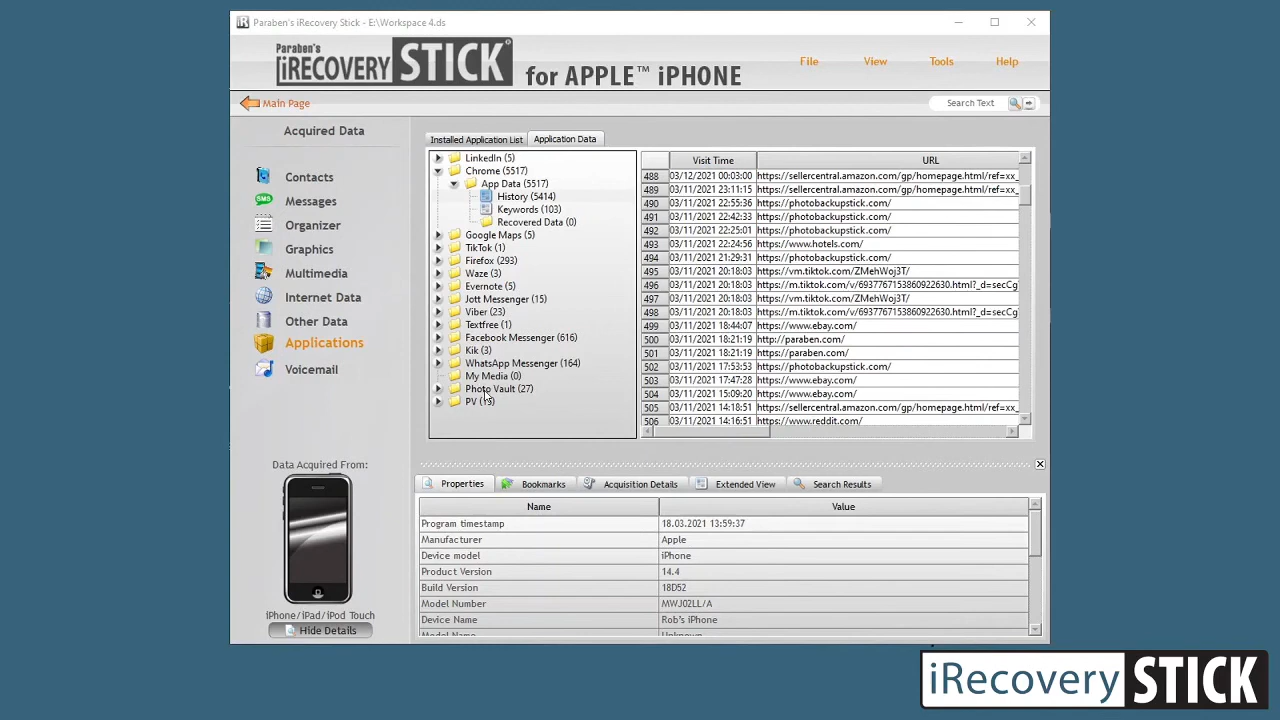 iR Paraben's iRecovery Stick - E:\Workspace 4.ds
Paraben's
iRECOVERY STICK® for APPLE™ iPHONE
File View Tools Help
Main Page
Search Text
Acquired Data
Contacts
Messages
Organizer
Graphics
Multimedia
Internet Data
Other Data
Applications
Voicemail
Data Acquired From:
iPhone/iPad/iPod Touch
Hide Details
Installed Application List Application Data
LinkedIn (5)
Chrome (5517)
App Data (5517)
History (5414)
Keywords (103)
Recovered Data (0)
Google Maps (5)
TikTok (1)
Firefox (293)
Waze (3)
Evernote (5)
Jott Messenger (15)
Viber (23)
Textfree (1)
Facebook Messenger (616)
Kik (3)
WhatsApp Messenger (164)
My Media (0)
Photo Vault (27)
PV
Visit Time URL
488 03/12/2021 00:03:00 https://sellercentral.amazon.com/gp/homepage.html/ref=xx_
489 03/11/2021 23:11:15 https://sellercentral.amazon.com/gp/homepage.html/ref=xx_
490 03/11/2021 22:55:36 https://photobackupstick.com/
491 03/11/2021 22:42:33 https://photobackupstick.com/
492 03/11/2021 22:25:01 https://photobackupstick.com/
493 03/11/2021 22:24:56 https://www.hotels.com/
494 03/11/2021 21:29:31 https://photobackupstick.com/
495 03/11/2021 20:18:03 https://vm.tiktok.com/ZMehWoj3T/
496 03/11/2021 20:18:03 https://m.tiktok.com/v/6937767153860922630.html?_d=secCg
497 03/11/2021 20:18:03 https://vm.tiktok.com/ZMehWoj3T/
498 03/11/2021 20:18:03 https://m.tiktok.com/v/6937767153860922630.html?_d=secCg
499 03/11/2021 18:44:07 https://www.ebay.com/
500 03/11/2021 18:21:19 http://paraben.com/
501 03/11/2021 18:21:19 https://paraben.com/
502 03/11/2021 17:53:53 https://photobackupstick.com/
503 03/11/2021 17:47:28 https://www.ebay.com/
504 03/11/2021 15:09:20 https://www.ebay.com/
505 03/11/2021 14:18:51 https://sellercentral.amazon.com/gp/homepage.html/ref=xx_
506 03/11/2021 14:16:51 https://www.reddit.com/
Properties Bookmarks Acquisition Details Extended View Search Results
Name Value
Program timestamp 18.03.2021 13:59:37
Manufacturer Apple
Device model iPhone
Product Version 14.4
Build Version 18D52
Model Number MWJ02LL/A
Device Name Rob's iPhone
Model Name Unknown
iRecovery STICK